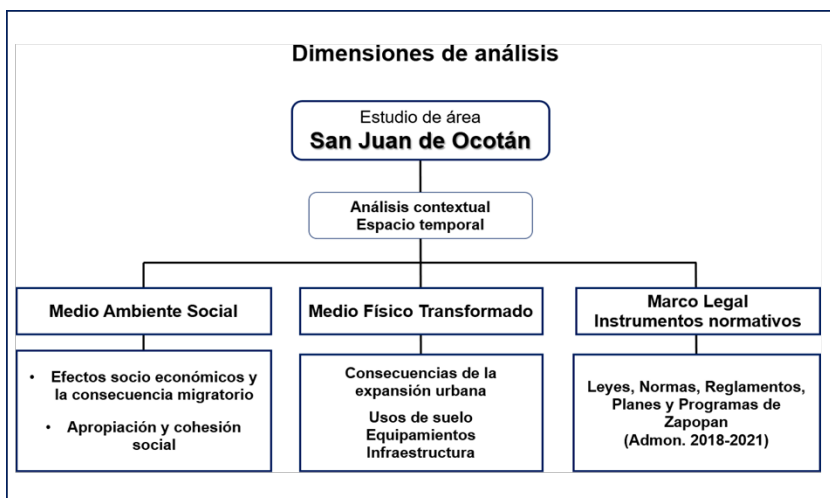 Dimensiones de análisis
Estudio de área
San Juan de Ocotán
Análisis contextual
Espacio temporal
Medio Ambiente Social
Medio Físico Transformado
Marco Legal
Instrumentos normativos
• Efectos socio económicos y
la consecuencia migratorio
• Apropiación y cohesión
social
Consecuencias de la
expansión urbana
Usos de suelo
Equipamientos
Infraestructura
Leyes, Normas, Reglamentos,
Planes y Programas de
Zapopan
(Admon. 2018-2021)